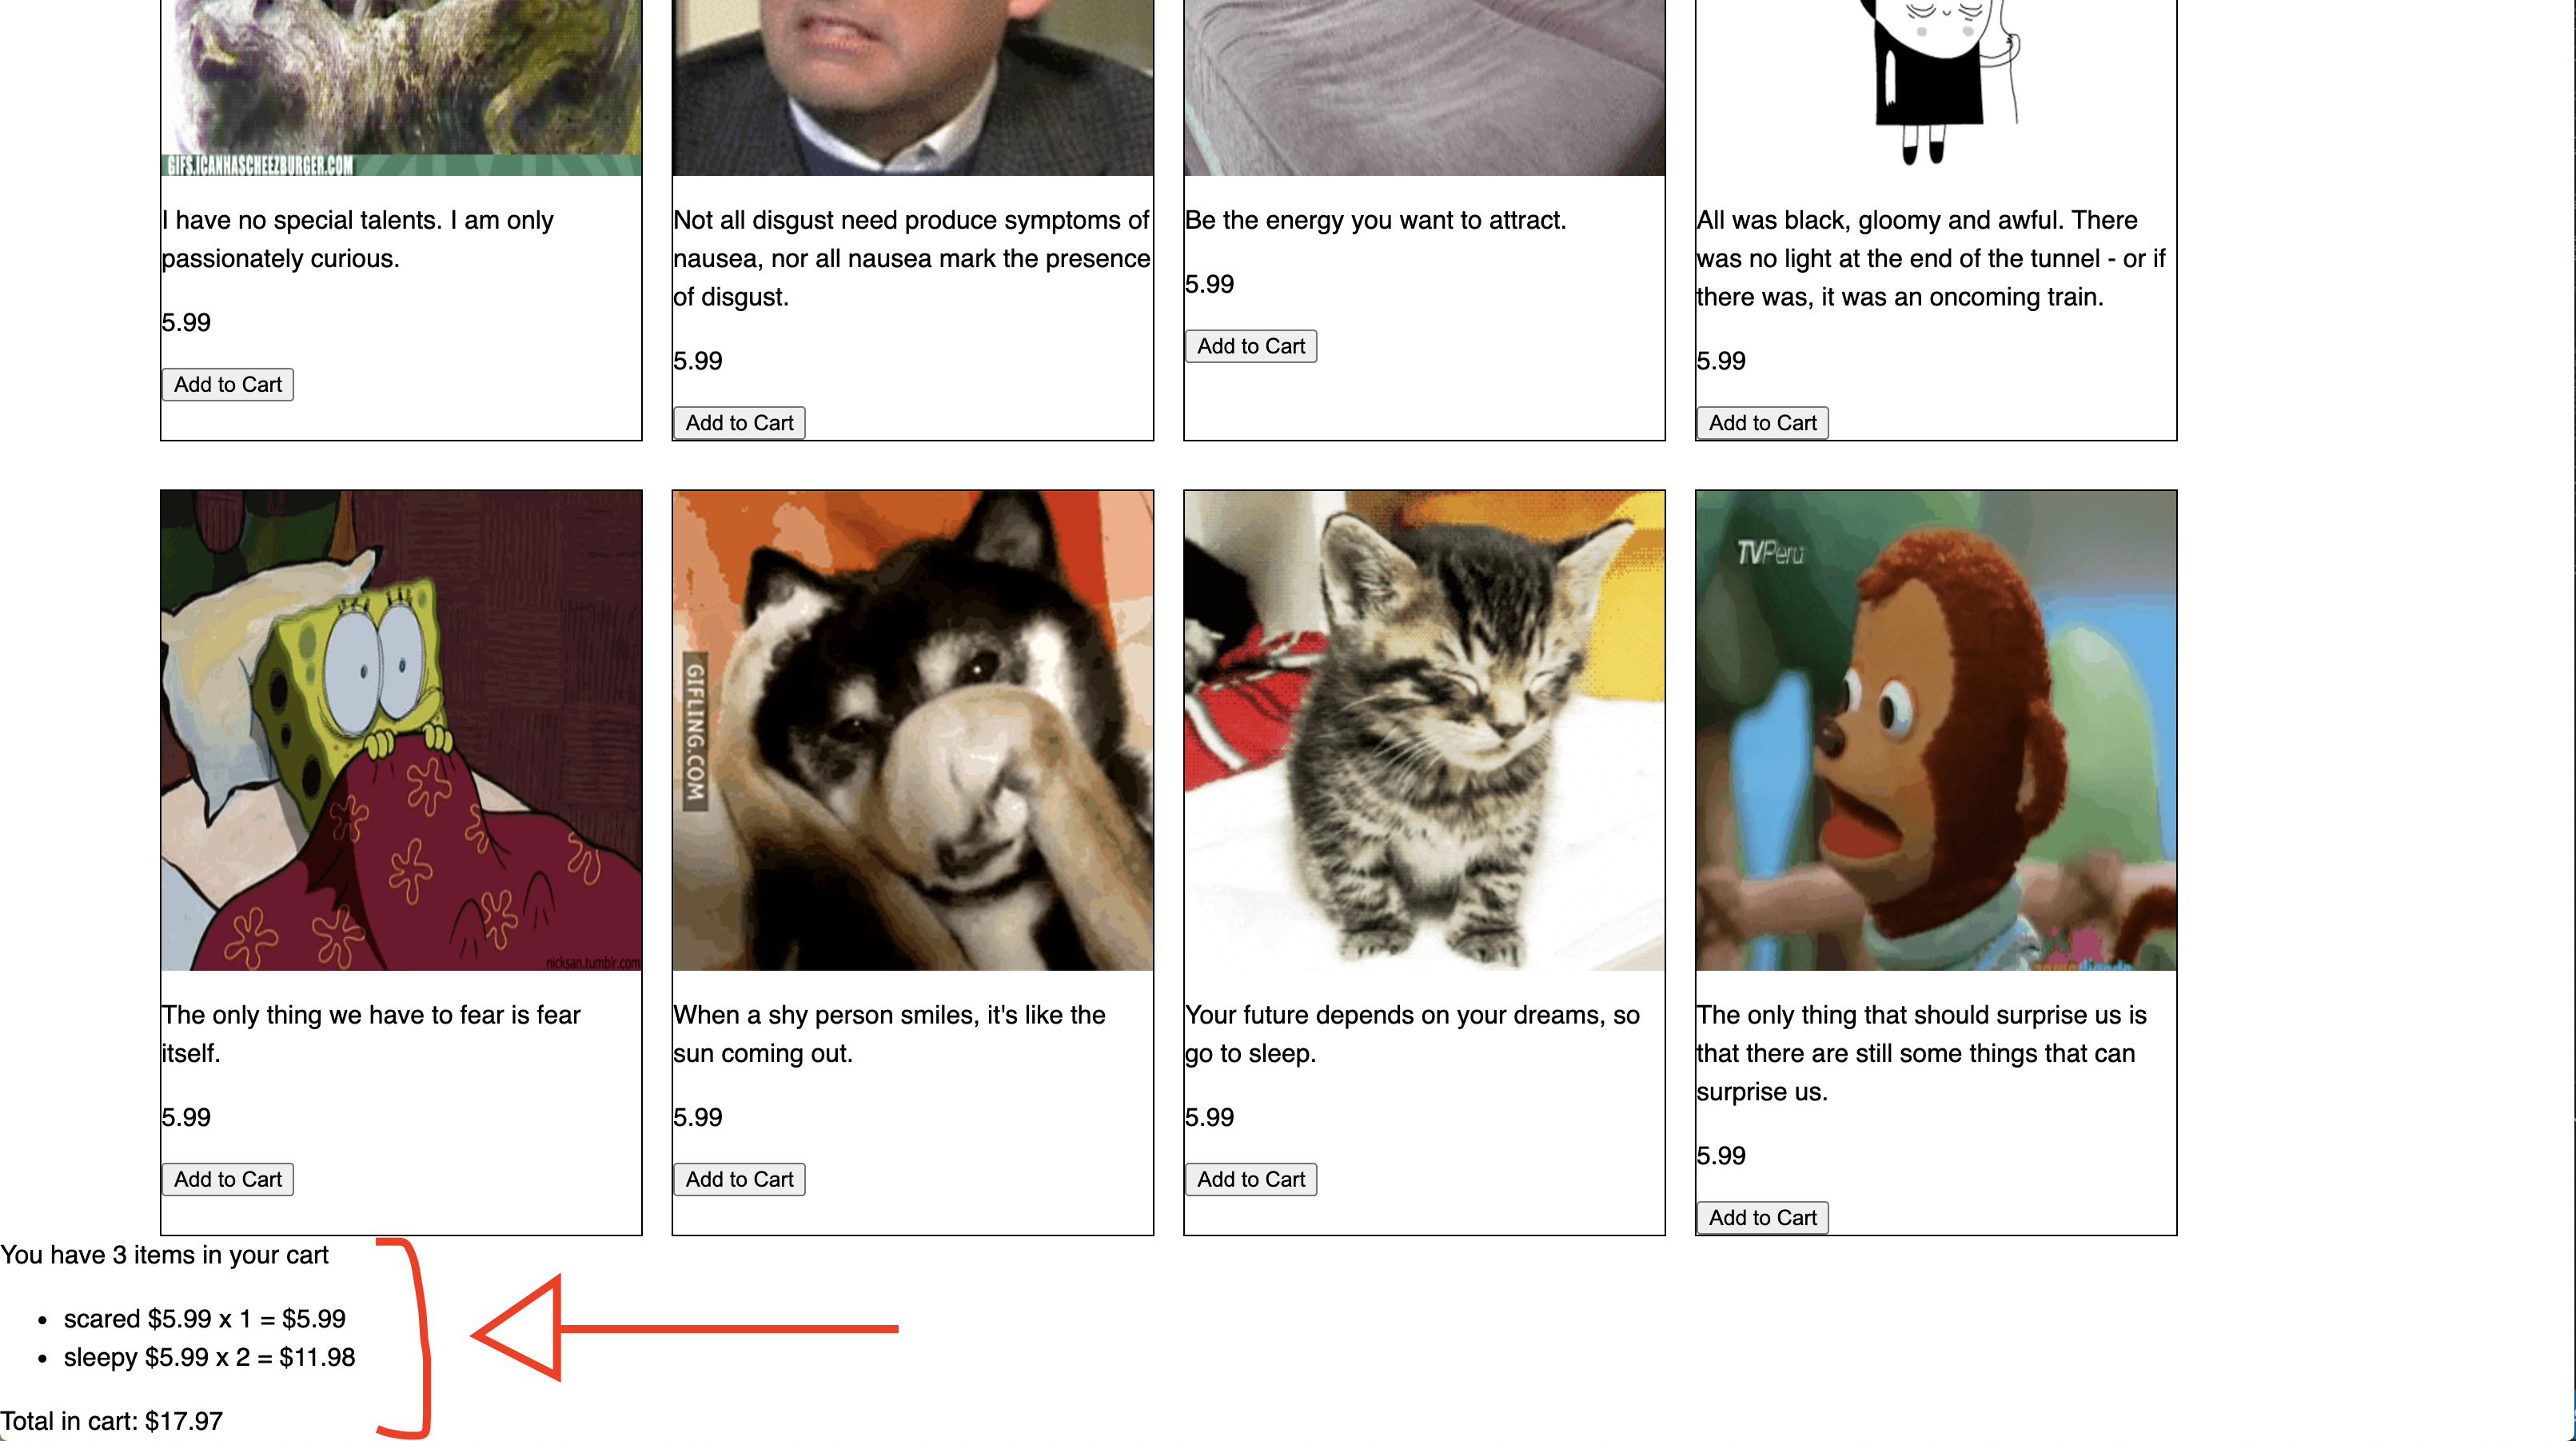 GIFS.ICANHASCHEEZBURGER.COM
I have no special talents. I am only
passionately curious.
5.99
Add to Cart
Not all disgust need produce symptoms of
nausea, nor all nausea mark the presence
of disgust.
5.99
Add to Cart
Be the energy you want to attract.
5.99
Add to Cart
All was black, gloomy and awful. There
was no light at the end of the tunnel - or if
there was, it was an oncoming train.
5.99
Add to Cart
nicksan.tumblr.com
The only thing we have to fear is fear
itself.
5.99
Add to Cart
GIFLING.COM
When a shy person smiles, it's like the
sun coming out.
5.99
Add to Cart
Your future depends on your dreams, so
go to sleep.
5.99
Add to Cart
TVPerú
The only thing that should surprise us is
that there are still some things that can
surprise us.
5.99
Add to Cart
You have 3 items in your cart
• scared $5.99 x 1 = $5.99
• sleepy $5.99 x 2 = $11.98
Total in cart: $17.97